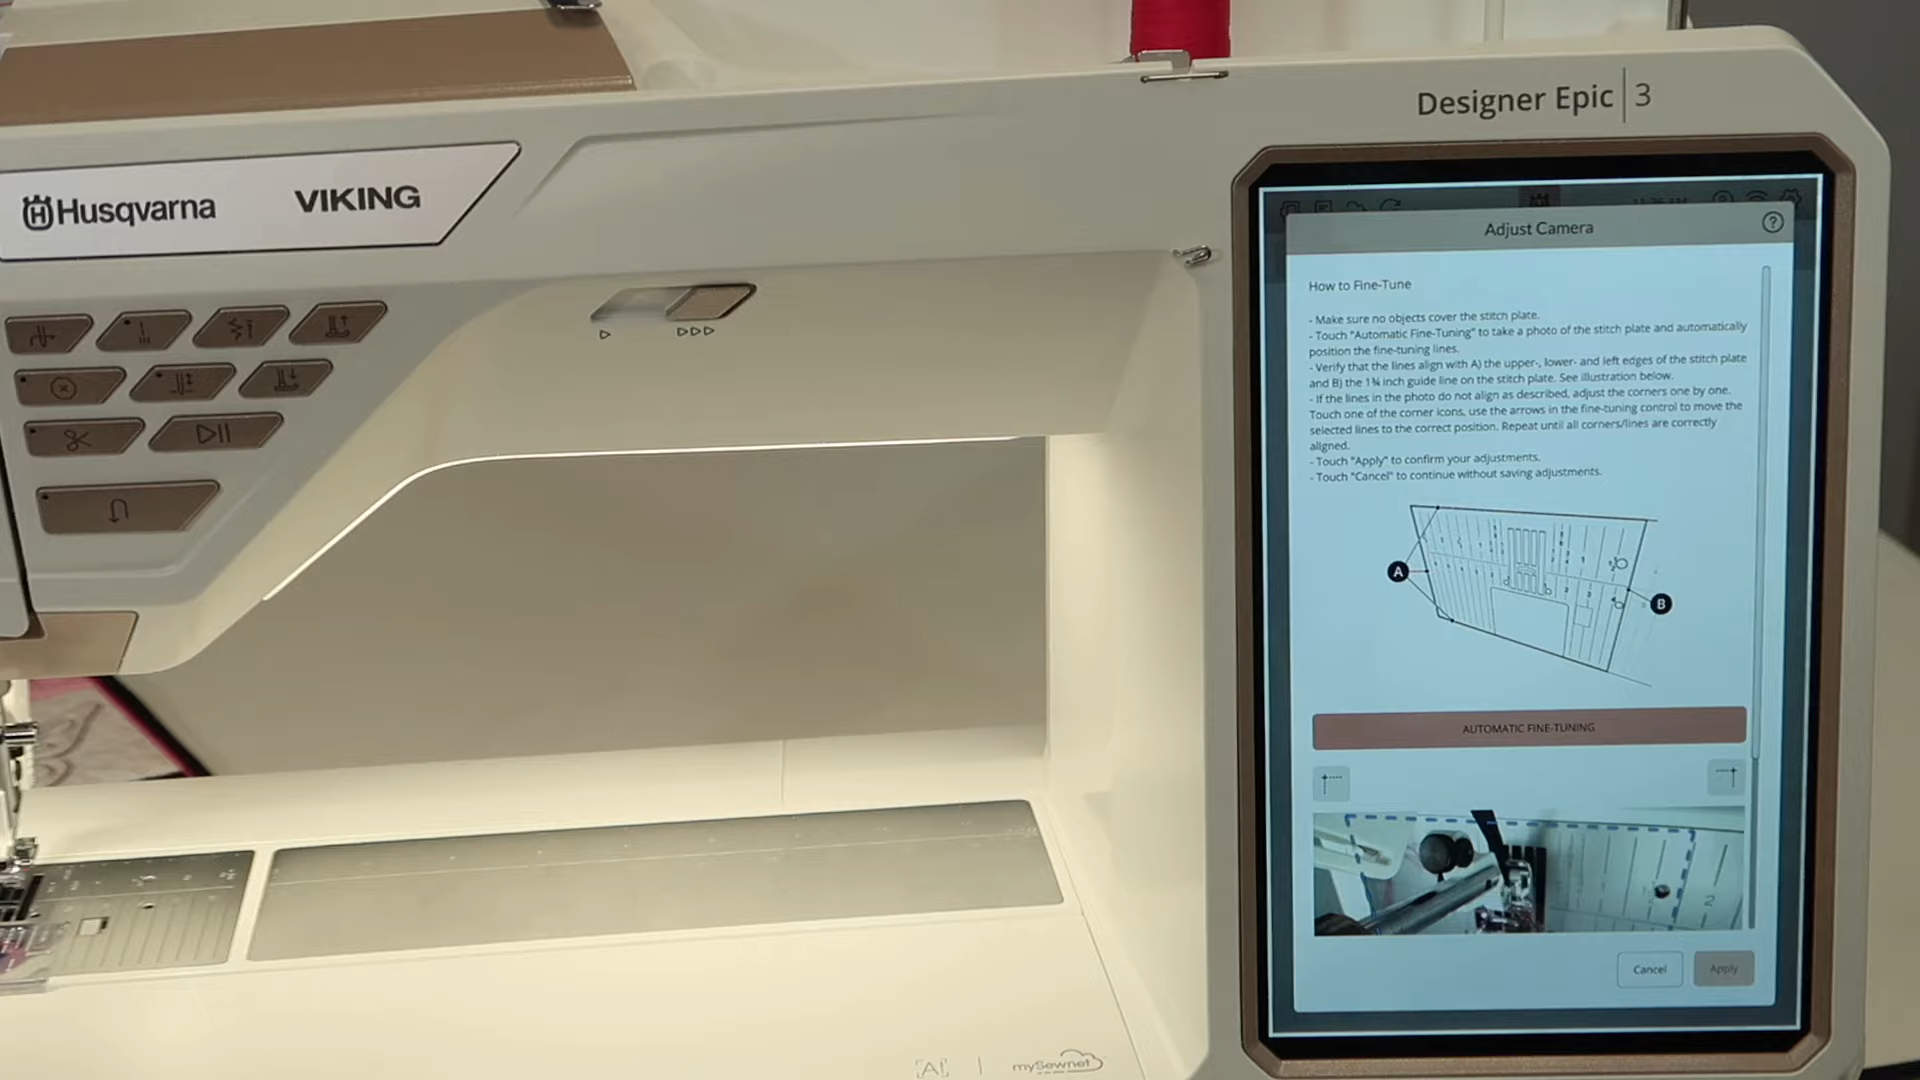 Designer Epic 3
Husqvarna VIKING
Adjust Camera
?
How to Fine-Tune
- Make sure no objects cover the stitch plate.
- Touch "Automatic Fine-Tuning" to take a photo of the stitch plate and automatically
position the fine-tuning lines.
- Verify that the lines align with A) the upper-, lower- and left edges of the stitch plate
and B) the 1¼ inch guide line on the stitch plate. See illustration below.
- If the lines in the photo do not align as described, adjust the corners one by one.
Touch one of the corner icons, use the arrows in the fine-tuning control to move the
selected lines to the correct position. Repeat until all corners/lines are correctly
aligned.
- Touch "Apply" to confirm your adjustments.
- Touch "Cancel" to continue without saving adjustments.
A
B
AUTOMATIC FINE-TUNING
2
Cancel
Apply
[AI] | mySewnet